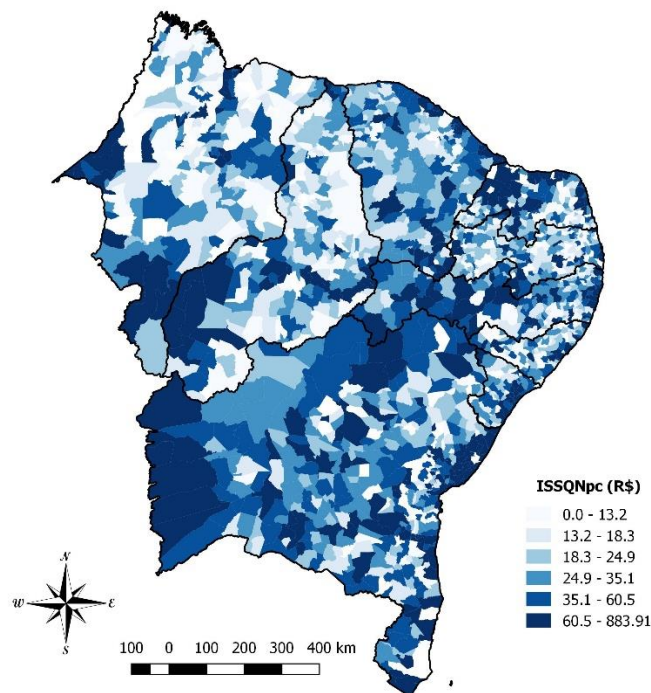 ISSQNpc (R$)
0.0 - 13.2
13.2 - 18.3
18.3 - 24.9
24.9 - 35.1
35.1 - 60.5
60.5 - 883.91
N
W E
S
100 0 100 200 300 400 km